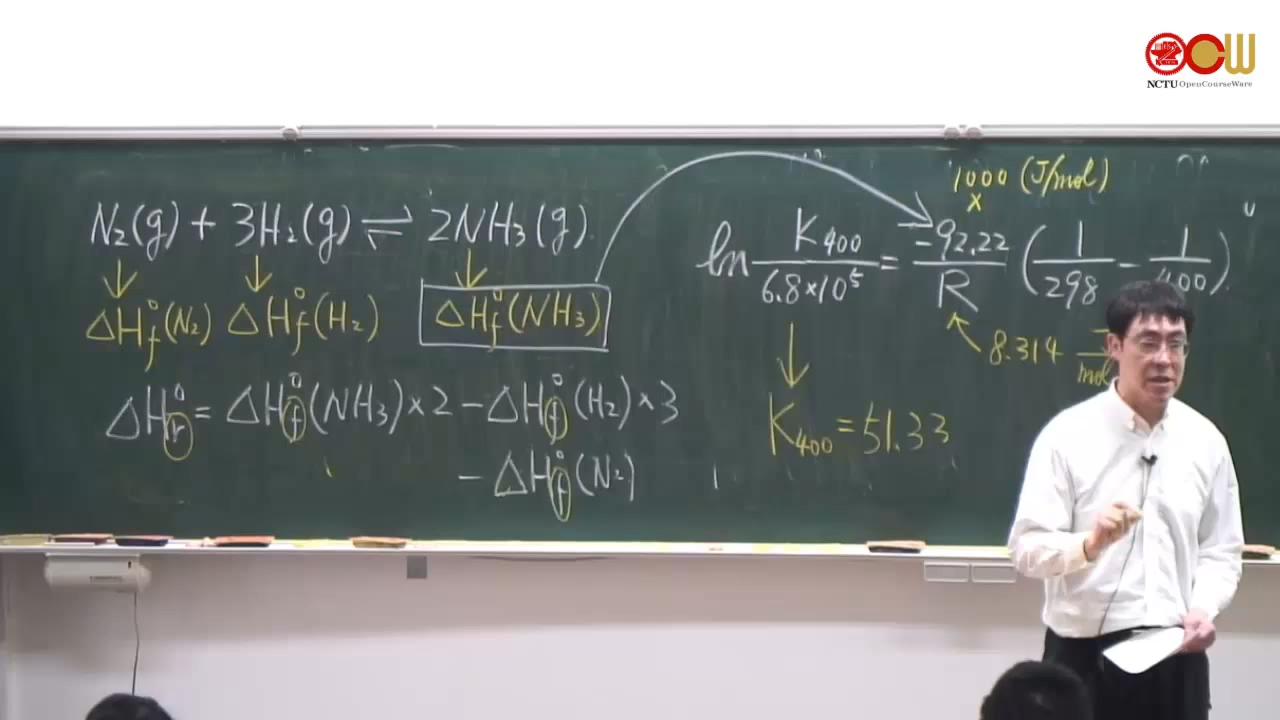 OCW
NCTU OpenCourseWare
N₂(g) + 3H₂(g) ⇌ 2NH₃(g)
ΔH°f(N₂) ΔH°f(H₂) ΔH°f(NH₃)
ΔH°r = ΔH°f(NH₃)×2 − ΔH°f(H₂)×3
− ΔH°f(N₂)
1000 (J/mol)
×
ln K₄₀₀/6.8×10⁵ = −92.22/R (1/298 − 1/400)
8.314
mol
K₄₀₀ = 51.33